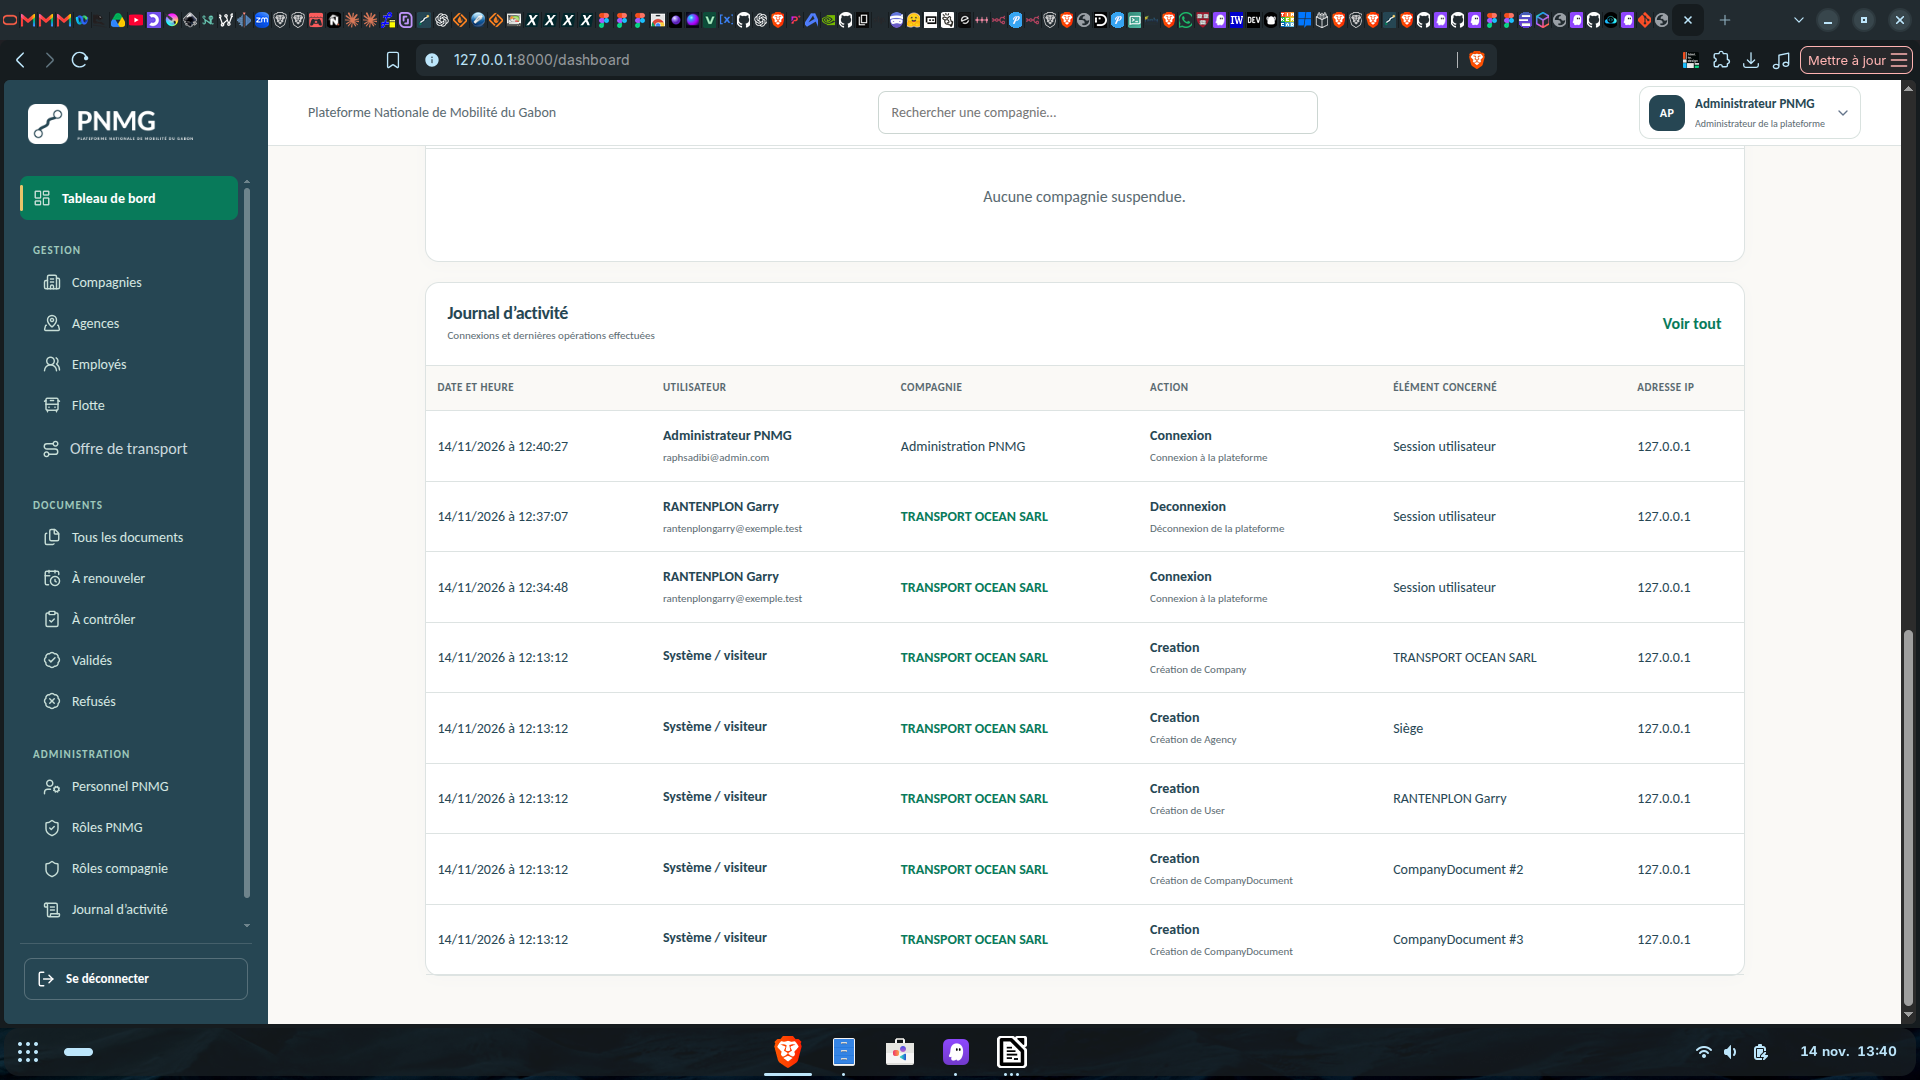 127.0.0.1:8000/dashboard
Mettre à jour
PNMG
PLATEFORME NATIONALE DE MOBILITÉ DU GABON
Plateforme Nationale de Mobilité du Gabon
Rechercher une compagnie...
AP
Administrateur PNMG
Administrateur de la plateforme
Tableau de bord
GESTION
Compagnies
Agences
Employés
Flotte
Offre de transport
DOCUMENTS
Tous les documents
À renouveler
À contrôler
Validés
Refusés
ADMINISTRATION
Personnel PNMG
Rôles PNMG
Rôles compagnie
Journal d’activité
Se déconnecter
Aucune compagnie suspendue.
Journal d’activité
Connexions et dernières opérations effectuées
Voir tout
DATE ET HEURE UTILISATEUR COMPAGNIE ACTION ÉLÉMENT CONCERNÉ ADRESSE IP
14/11/2026 à 12:40:27 Administrateur PNMG Administration PNMG Connexion Session utilisateur 127.0.0.1
raphsadibi@admin.com Connexion à la plateforme
14/11/2026 à 12:37:07 RANTENPLON Garry TRANSPORT OCEAN SARL Deconnexion Session utilisateur 127.0.0.1
rantenplongarry@exemple.test Déconnexion de la plateforme
14/11/2026 à 12:34:48 RANTENPLON Garry TRANSPORT OCEAN SARL Connexion Session utilisateur 127.0.0.1
rantenplongarry@exemple.test Connexion à la plateforme
14/11/2026 à 12:13:12 Système / visiteur TRANSPORT OCEAN SARL Creation TRANSPORT OCEAN SARL 127.0.0.1
Création de Company
14/11/2026 à 12:13:12 Système / visiteur TRANSPORT OCEAN SARL Creation Siège 127.0.0.1
Création de Agency
14/11/2026 à 12:13:12 Système / visiteur TRANSPORT OCEAN SARL Creation RANTENPLON Garry 127.0.0.1
Création de User
14/11/2026 à 12:13:12 Système / visiteur TRANSPORT OCEAN SARL Creation CompanyDocument #2 127.0.0.1
Création de CompanyDocument
14/11/2026 à 12:13:12 Système / visiteur TRANSPORT OCEAN SARL Creation CompanyDocument #3 127.0.0.1
Création de CompanyDocument
14 nov. 13:40